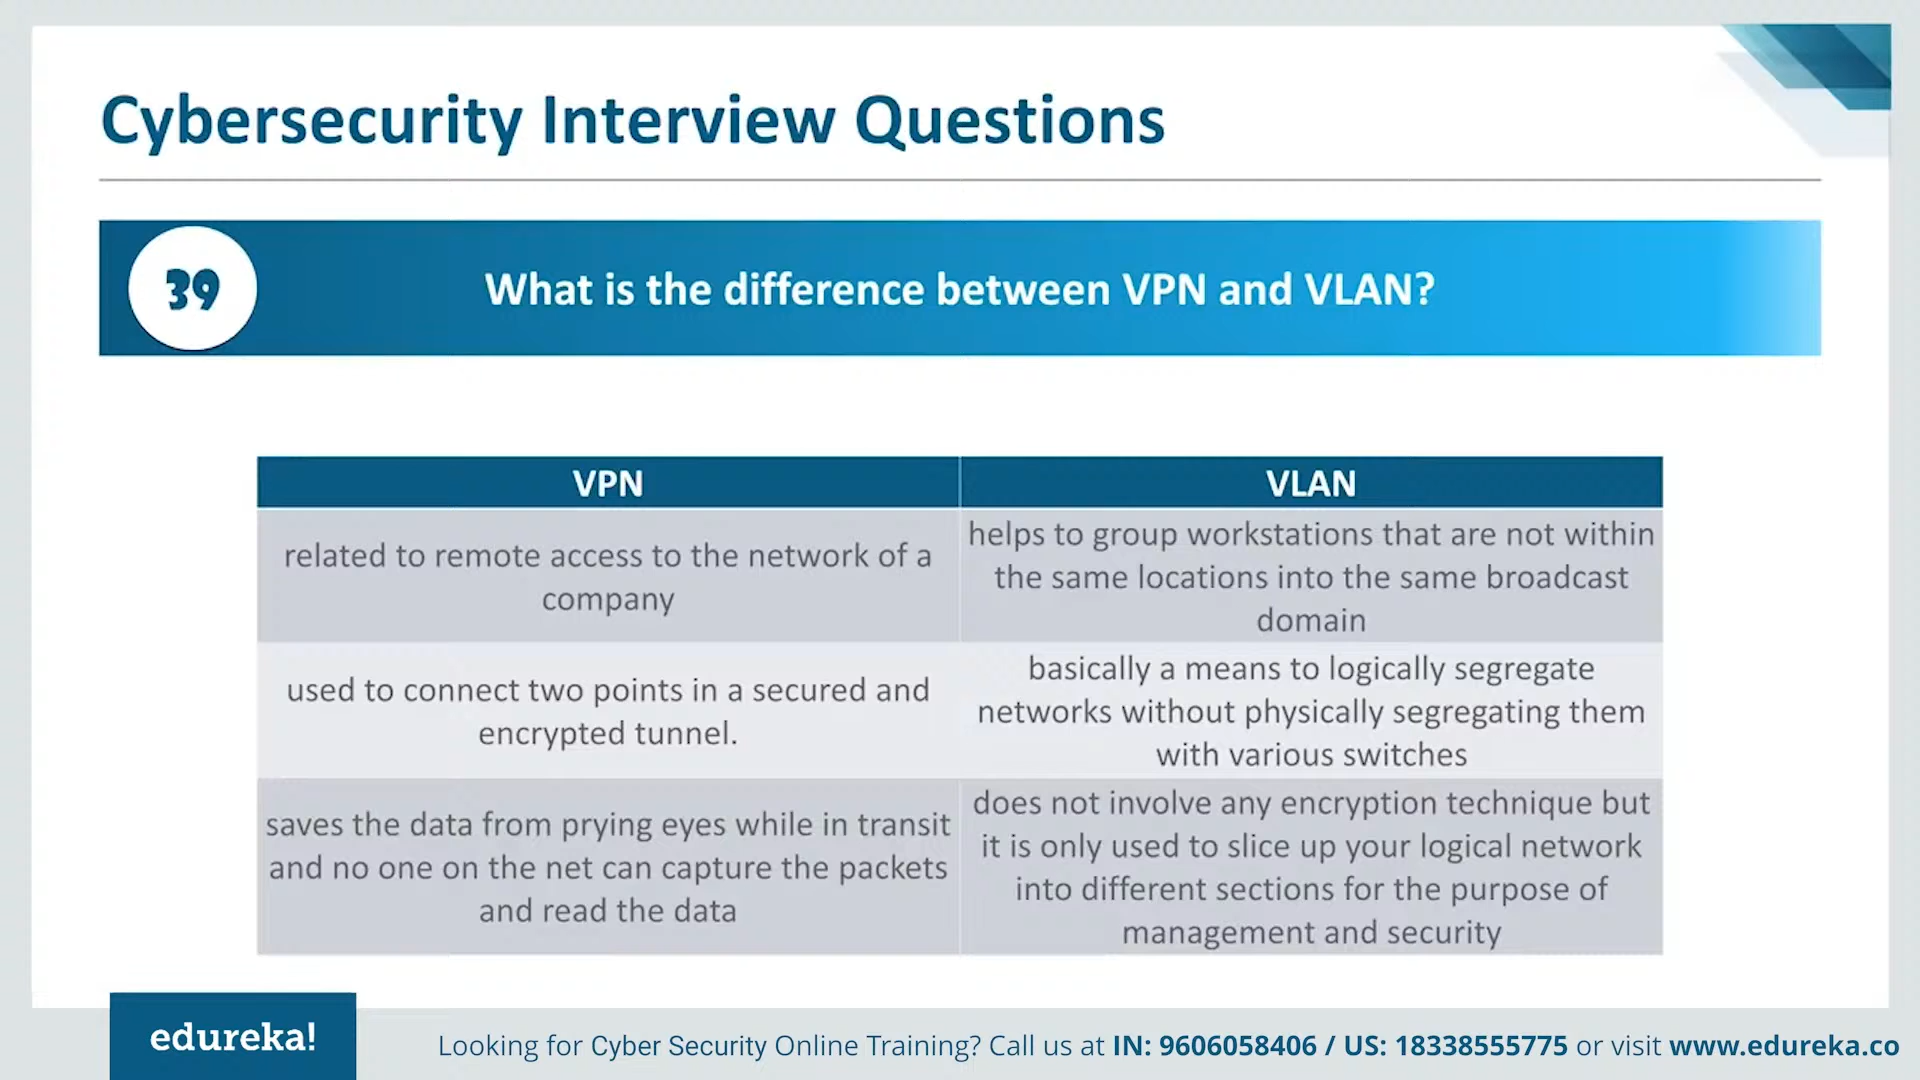 Cybersecurity Interview Questions
39
What is the difference between VPN and VLAN?
VPN
VLAN
related to remote access to the network of a
company
helps to group workstations that are not within
the same locations into the same broadcast
domain
used to connect two points in a secured and
encrypted tunnel.
basically a means to logically segregate
networks without physically segregating them
with various switches
saves the data from prying eyes while in transit
and no one on the net can capture the packets
and read the data
does not involve any encryption technique but
it is only used to slice up your logical network
into different sections for the purpose of
management and security
edureka!
Looking for Cyber Security Online Training? Call us at IN: 9606058406 / US: 18338555775 or visit www.edureka.co